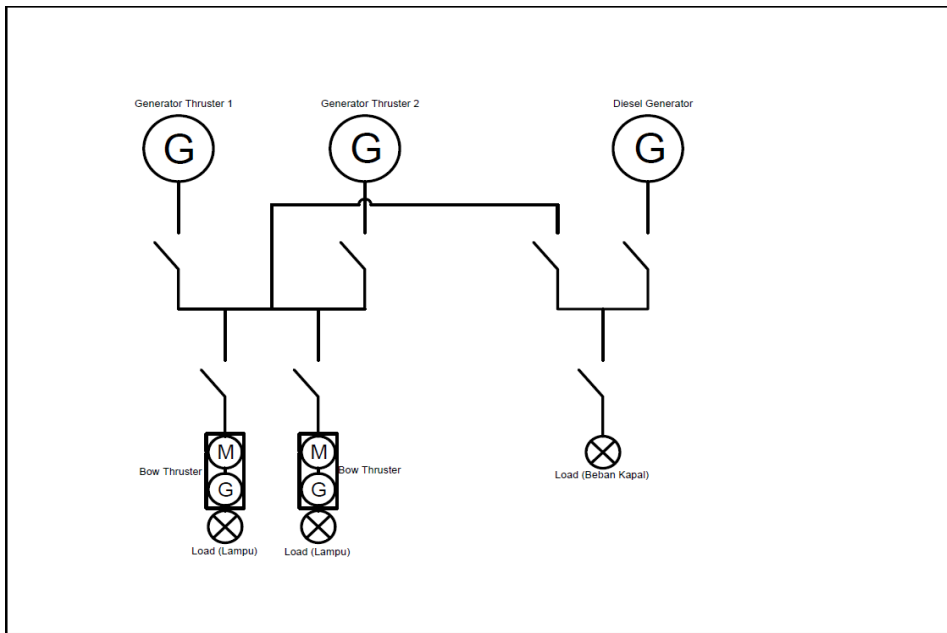 Generator Thruster 1
Generator Thruster 2
Diesel Generator
G
G
G
M
M
Bow Thruster
Bow Thruster
G
G
Load (Beban Kapal)
Load (Lampu)
Load (Lampu)